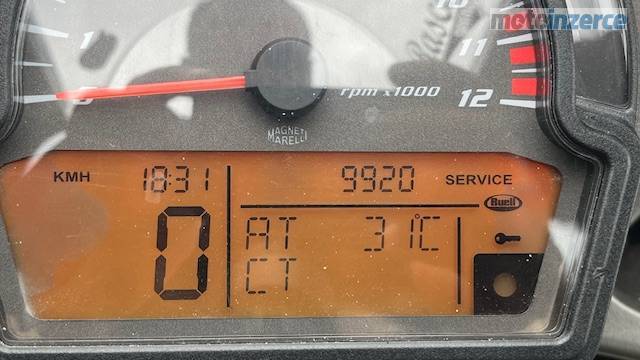 motoinzerce
10
11
1
rpm x1000
12
0
MAGNETI
MARELLI
KMH 18:31 9920 SERVICE
Buell
0 AT 31°C
CT